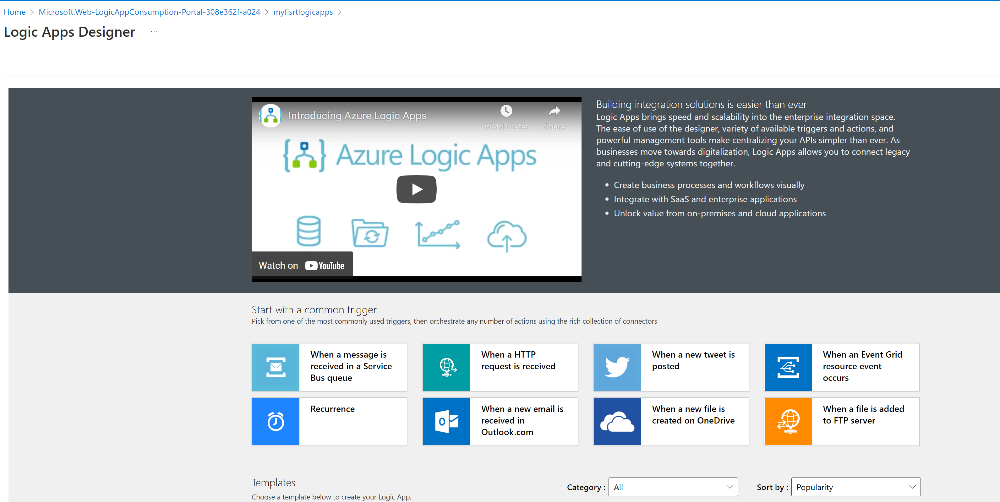 Home > Microsoft.Web-LogicAppConsumption-Portal-308e362f-a024 > myfisrtlogicapps >
Logic Apps Designer ...
Introducing Azure Logic Apps
Watch Later
Share
Azure Logic Apps
Watch on YouTube
Building integration solutions is easier than ever
Logic Apps brings speed and scalability into the enterprise integration space.
The ease of use of the designer, variety of available triggers and actions, and
powerful management tools make centralizing your APIs simpler than ever. As
businesses move towards digitalization, Logic Apps allows you to connect legacy
and cutting-edge systems together.
• Create business processes and workflows visually
• Integrate with SaaS and enterprise applications
• Unlock value from on-premises and cloud applications
Start with a common trigger
Pick from one of the most commonly used triggers, then orchestrate any number of actions using the rich collection of connectors
When a message is
received in a Service
Bus queue
When a HTTP
request is received
When a new tweet is
posted
When an Event Grid
resource event
occurs
Recurrence
When a new email is
received in
Outlook.com
When a new file is
created on OneDrive
When a file is added
to FTP server
Templates
Choose a template below to create your Logic App.
Category : All
Sort by : Popularity